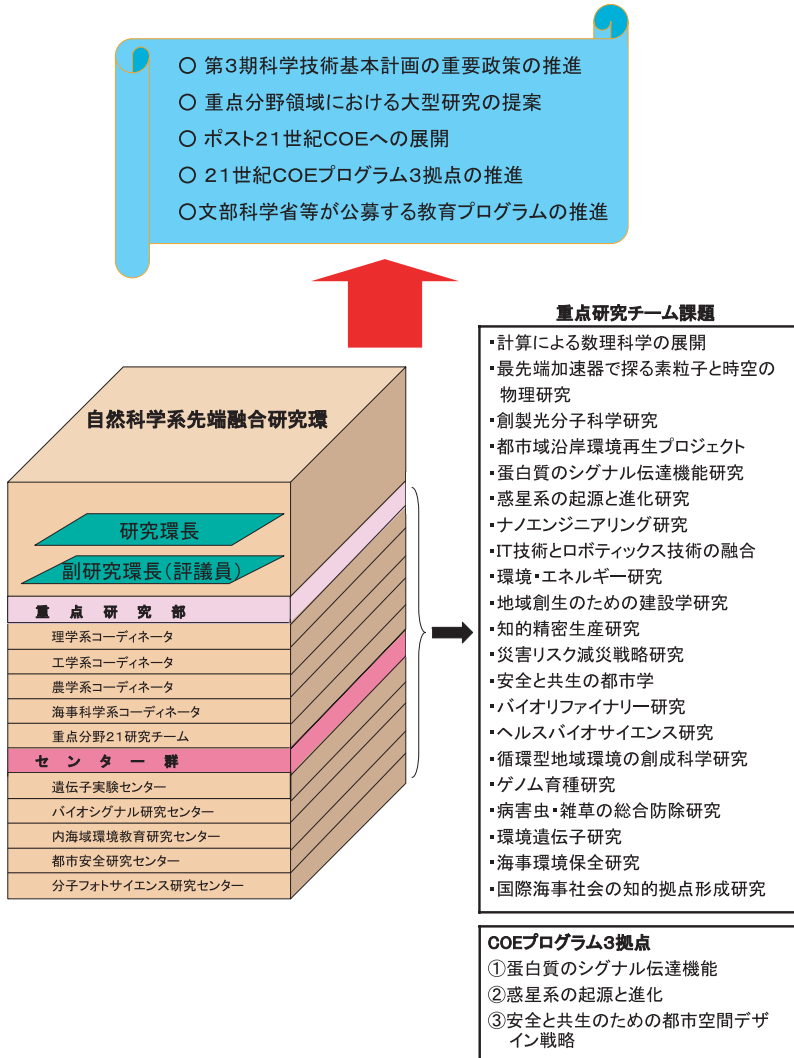 ○ 第3期科学技術基本計画の重要政策の推進
○ 重点分野領域における大型研究の提案
○ ポスト21世紀COEへの展開
○ 21世紀COEプログラム3拠点の推進
○文部科学省等が公募する教育プログラムの推進
自然科学系先端融合研究環
研究環長
副研究環長(評議員)
重点研究部
理学系コーディネータ
工学系コーディネータ
農学系コーディネータ
海事科学系コーディネータ
重点分野21研究チーム
センター群
遺伝子実験センター
バイオシグナル研究センター
内海域環境教育研究センター
都市安全研究センター
分子フォトサイエンス研究センター
重点研究チーム課題
・計算による数理科学の展開
・最先端加速器で探る素粒子と時空の
物理研究
・創製光分子科学研究
・都市域沿岸環境再生プロジェクト
・蛋白質のシグナル伝達機能研究
・惑星系の起源と進化研究
・ナノエンジニアリング研究
・IT技術とロボティックス技術の融合
・環境・エネルギー研究
・地域創生のための建設学研究
・知的精密生産研究
・災害リスク減災戦略研究
・安全と共生の都市学
・バイオリファイナリー研究
・ヘルスバイオサイエンス研究
・循環型地域環境の創成科学研究
・ゲノム育種研究
・病害虫・雑草の総合防除研究
・環境遺伝子研究
・海事環境保全研究
・国際海事社会の知的拠点形成研究
COEプログラム3拠点
①蛋白質のシグナル伝達機能
②惑星系の起源と進化
③安全と共生のための都市空間デザ
イン戦略